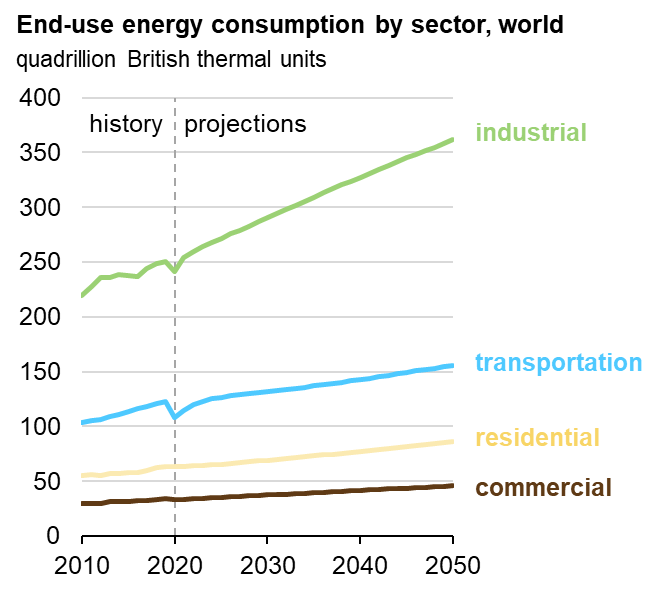 End-use energy consumption by sector, world
quadrillion British thermal units
400
history
projections
350
industrial
300
250
200
150
transportation
100
residential
50
commercial
0
2010 2020 2030 2040 2050